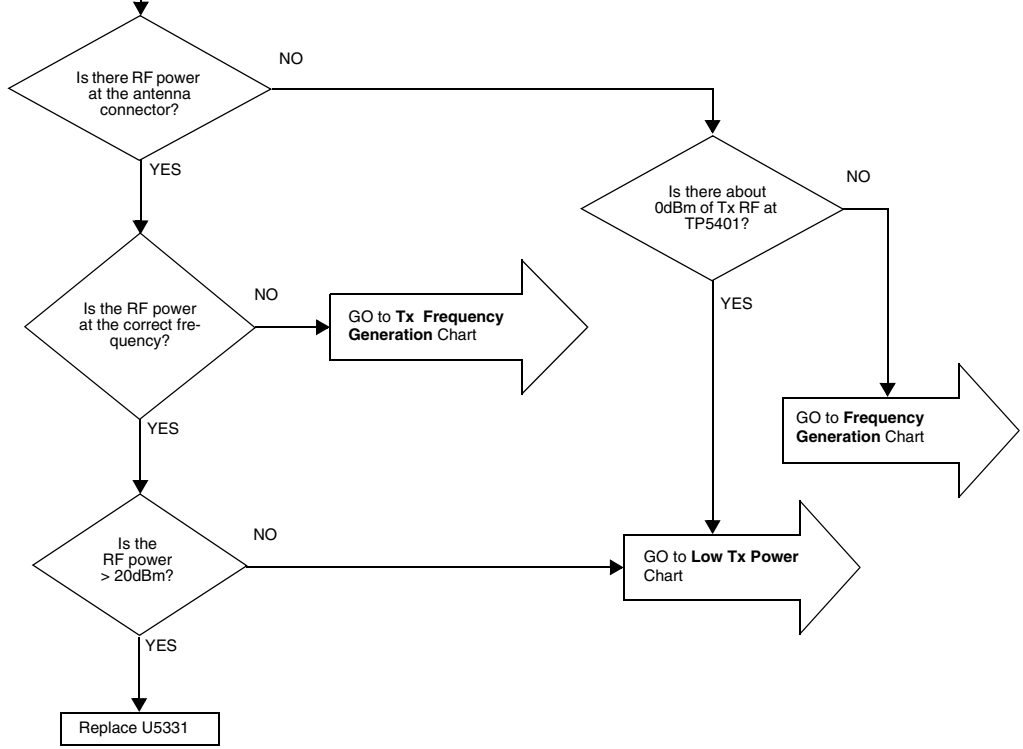 Is there RF power
at the antenna
connector?
NO
YES
Is there about
0dBm of Tx RF at
TP5401?
NO
YES
Is the RF power
at the correct fre-
quency?
NO
YES
GO to Tx Frequency
Generation Chart
GO to Frequency
Generation Chart
Is the
RF power
> 20dBm?
NO
YES
GO to Low Tx Power
Chart
Replace U5331